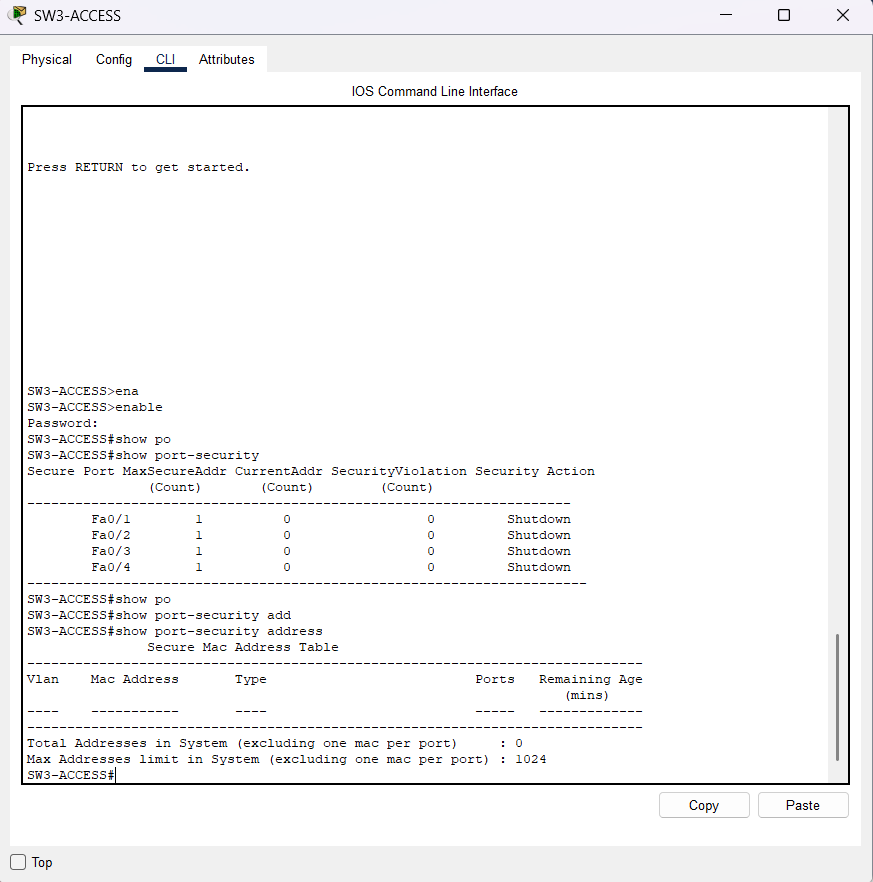 SW3-ACCESS
Physical Config CLI Attributes
IOS Command Line Interface
Press RETURN to get started.
SW3-ACCESS>ena
SW3-ACCESS>enable
Password:
SW3-ACCESS#show po
SW3-ACCESS#show port-security
Secure Port MaxSecureAddr CurrentAddr SecurityViolation Security Action
(Count) (Count) (Count)
--------------------------------------------------------------------
Fa0/1 1 0 0 Shutdown
Fa0/2 1 0 0 Shutdown
Fa0/3 1 0 0 Shutdown
Fa0/4 1 0 0 Shutdown
----------------------------------------------------------------------
SW3-ACCESS#show po
SW3-ACCESS#show port-security add
SW3-ACCESS#show port-security address
Secure Mac Address Table
-----------------------------------------------------------------------------
Vlan Mac Address Type Ports Remaining Age
(mins)
---- ----------- ---- ----- -------------
-----------------------------------------------------------------------------
Total Addresses in System (excluding one mac per port) : 0
Max Addresses limit in System (excluding one mac per port) : 1024
SW3-ACCESS#
Copy Paste
Top